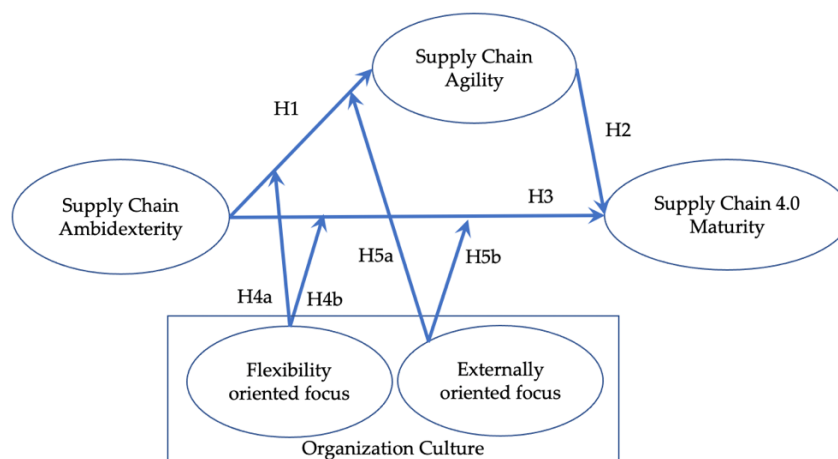 Supply Chain
Agility
H1
H2
Supply Chain
Ambidexterity
H3
Supply Chain 4.0
Maturity
H5a
H5b
H4a
H4b
Flexibility
oriented focus
Externally
oriented focus
Organization Culture